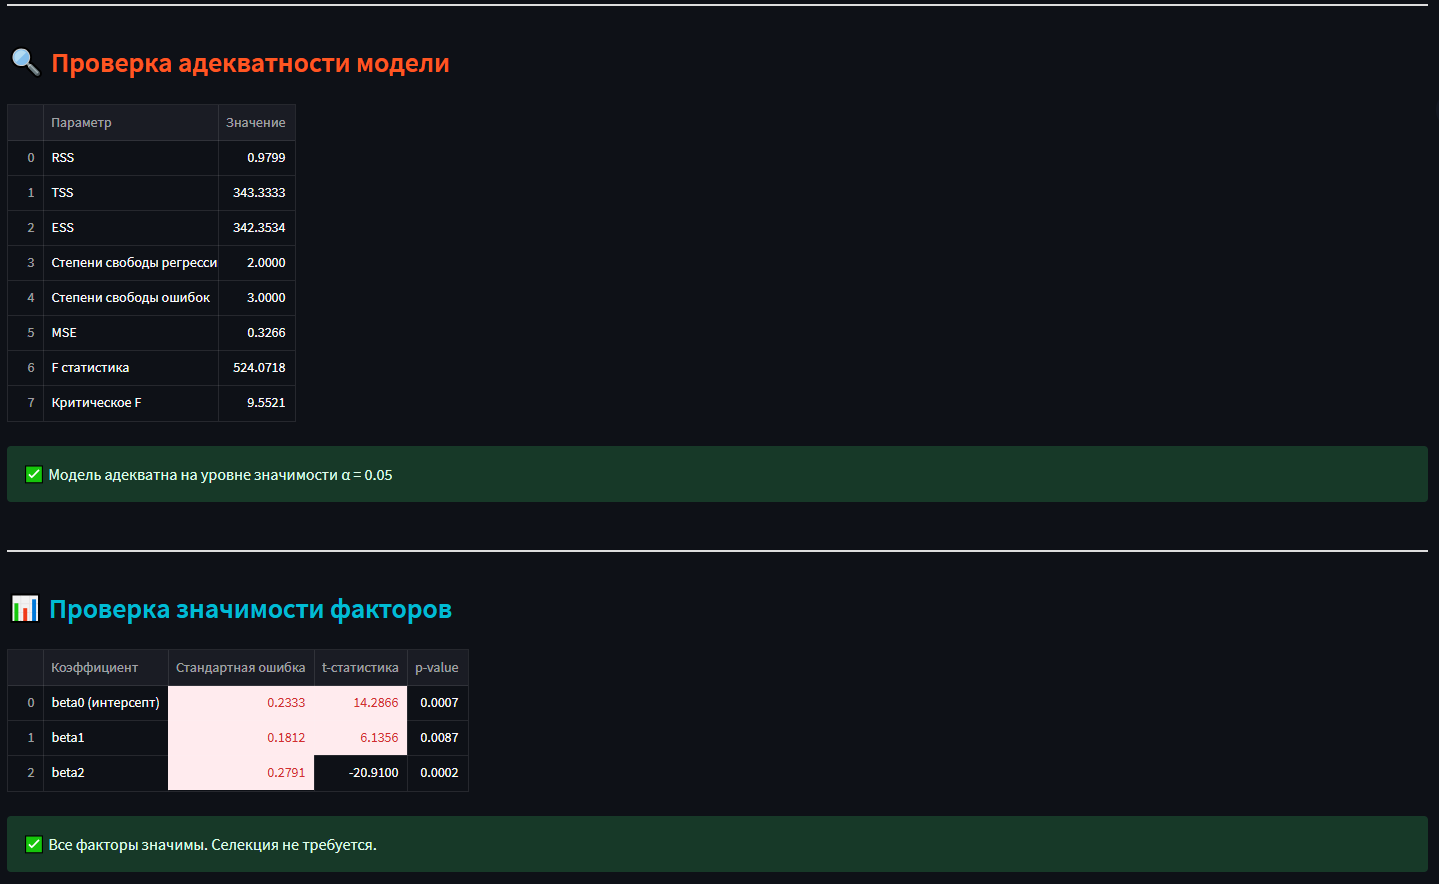 Проверка адекватности модели
Параметр Значение
0 RSS 0.9799
1 TSS 343.3333
2 ESS 342.3534
3 Степени свободы регресси 2.0000
4 Степени свободы ошибок 3.0000
5 MSE 0.3266
6 F статистика 524.0718
7 Критическое F 9.5521
Модель адекватна на уровне значимости α = 0.05
Проверка значимости факторов
Коэффициент Стандартная ошибка t-статистика p-value
0 beta0 (интерсепт) 0.2333 14.2866 0.0007
1 beta1 0.1812 6.1356 0.0087
2 beta2 0.2791 -20.9100 0.0002
Все факторы значимы. Селекция не требуется.